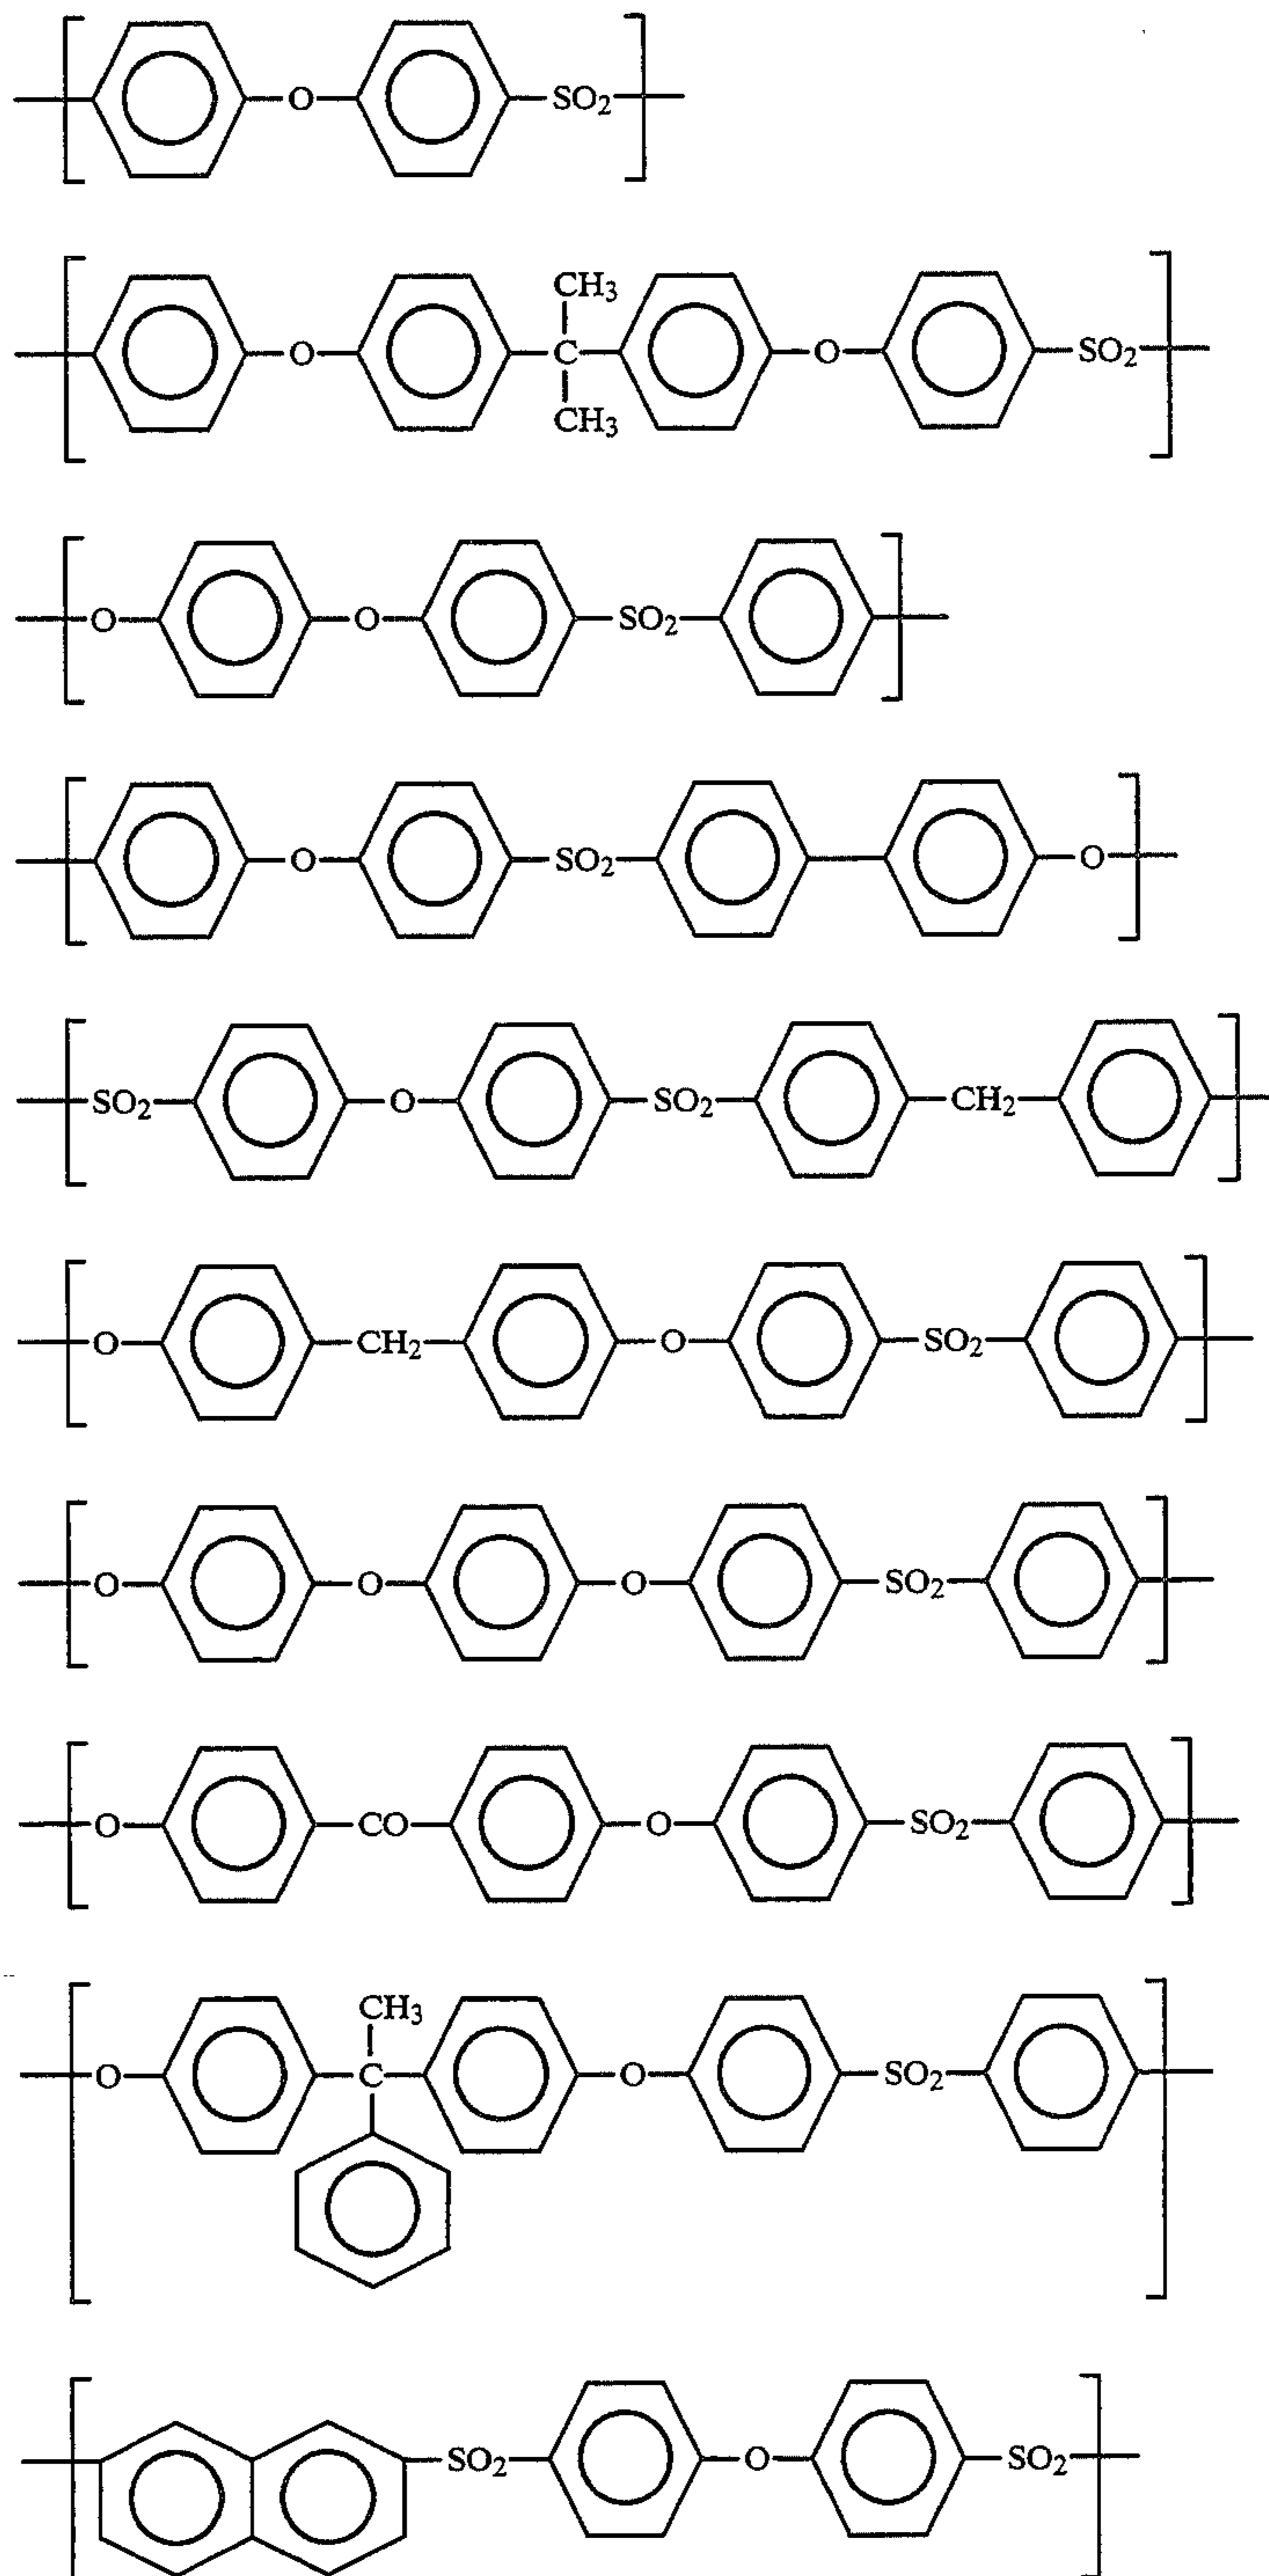 O SO₂
CH₃
O C O SO₂
CH₃
O O SO₂
O SO₂ O
SO₂ O SO₂ CH₂
O CH₂ O SO₂
O O O SO₂
O CO O SO₂
CH₃
O C O SO₂
SO₂ O SO₂